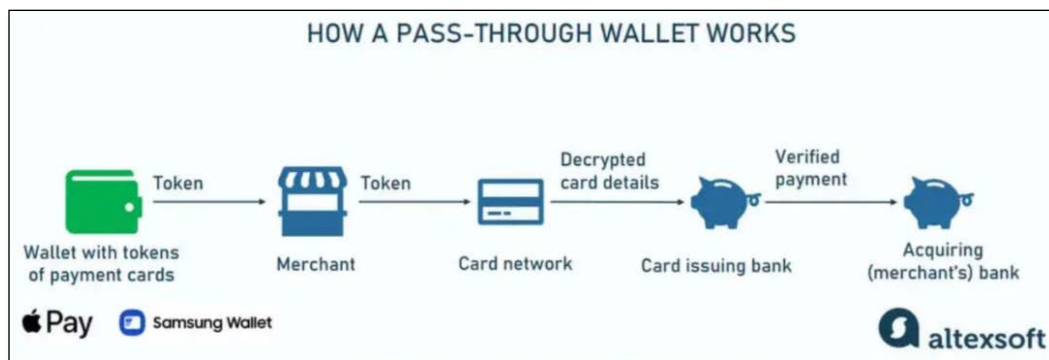 HOW A PASS-THROUGH WALLET WORKS
Token
Token
Decrypted
card details
Verified
payment
Wallet with tokens
of payment cards
Merchant
Card network
Card issuing bank
Acquiring
(merchant's) bank
Pay
Samsung Wallet
altexsoft